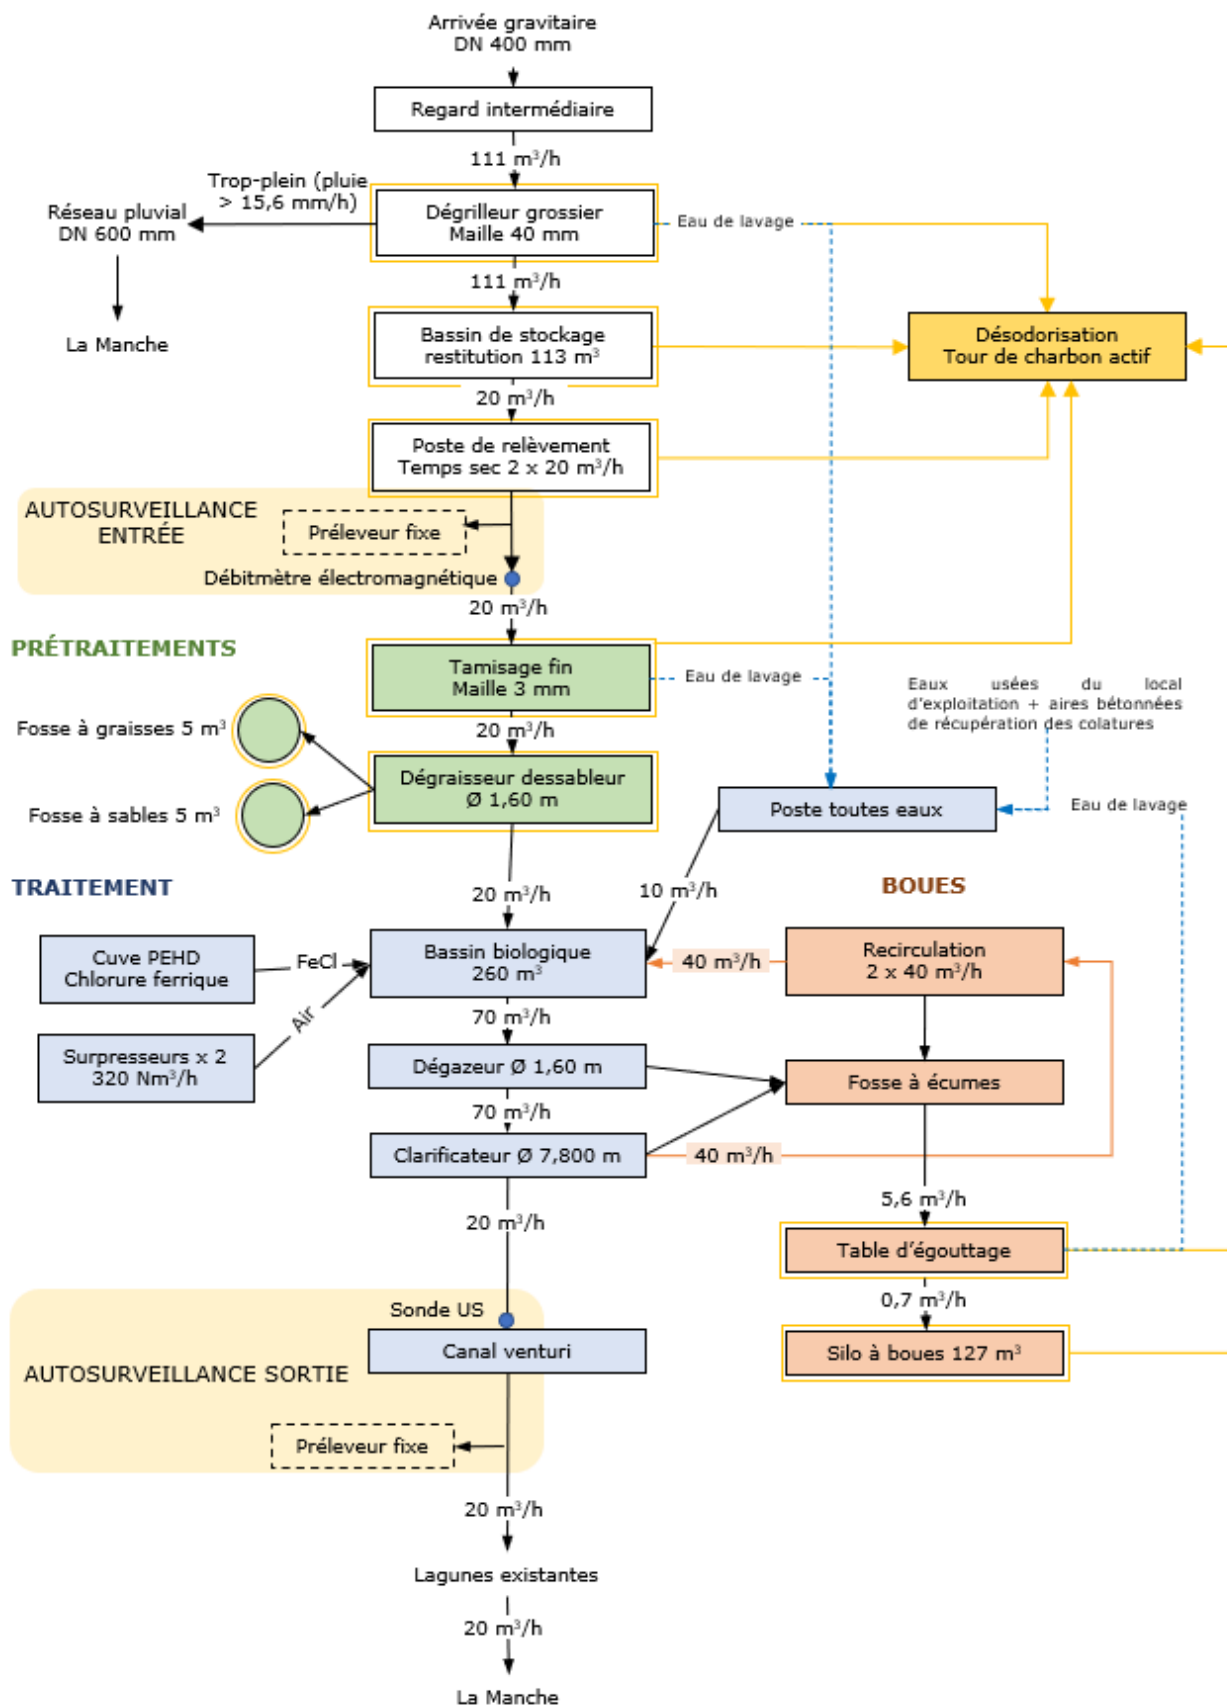 Arrivée gravitaire
DN 400 mm
Regard intermédiaire
111 m³/h
Trop-plein (pluie
> 15,6 mm/h)
Réseau pluvial
DN 600 mm
Dégrilleur grossier
Maille 40 mm
Eau de lavage
111 m³/h
La Manche
Bassin de stockage
restitution 113 m³
Désodorisation
Tour de charbon actif
20 m³/h
Poste de relèvement
Temps sec 2 x 20 m³/h
AUTOSURVEILLANCE
ENTRÉE
Préleveur fixe
Débitmètre électromagnétique
20 m³/h
PRÉTRAITEMENTS
Tamisage fin
Maille 3 mm
Eau de lavage
Eaux usées du local
d'exploitation + aires bétonnées
de récupération des colatures
Fosse à graisses 5 m³
20 m³/h
Dégraisseur dessableur
Ø 1,60 m
Fosse à sables 5 m³
Poste toutes eaux
Eau de lavage
TRAITEMENT
20 m³/h
10 m³/h
BOUES
Cuve PEHD
Chlorure ferrique
FeCl
Bassin biologique
260 m³
40 m³/h
Recirculation
2 x 40 m³/h
Air
70 m³/h
Surpresseurs x 2
320 Nm³/h
Dégazeur Ø 1,60 m
Fosse à écumes
70 m³/h
Clarificateur Ø 7,800 m
40 m³/h
5,6 m³/h
20 m³/h
Table d'égouttage
0,7 m³/h
Sonde US
Canal venturi
Silo à boues 127 m³
AUTOSURVEILLANCE SORTIE
Préleveur fixe
20 m³/h
Lagunes existantes
20 m³/h
La Manche